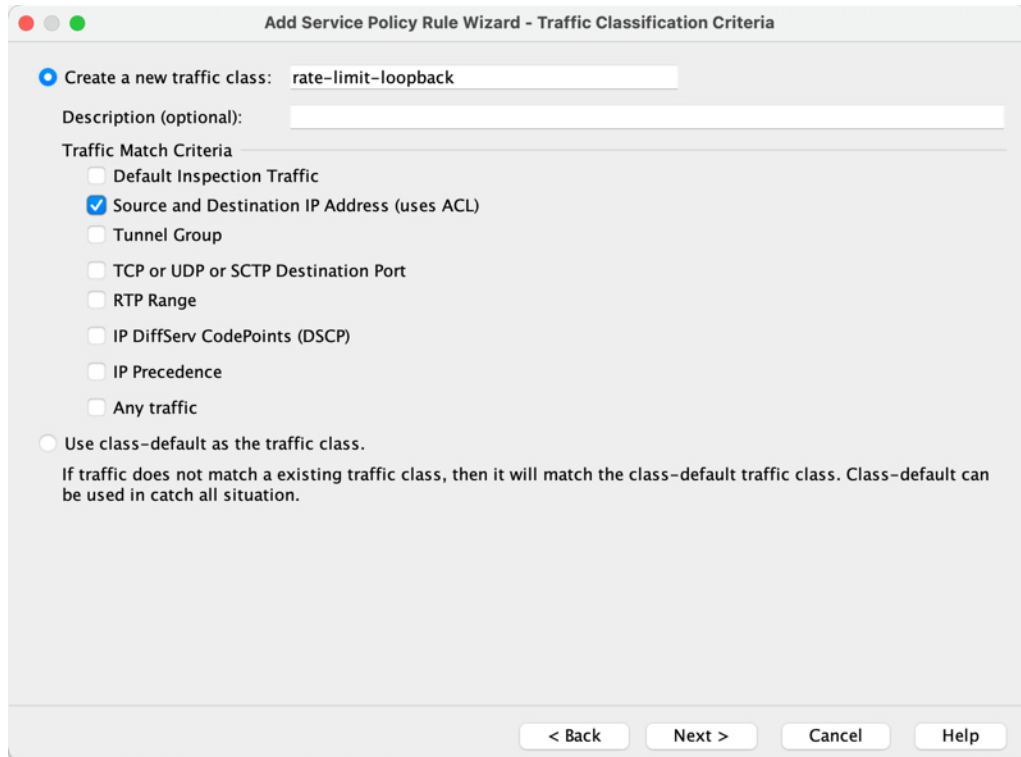 Add Service Policy Rule Wizard - Traffic Classification Criteria
Create a new traffic class: rate-limit-loopback
Description (optional):
Traffic Match Criteria
Default Inspection Traffic
Source and Destination IP Address (uses ACL)
Tunnel Group
TCP or UDP or SCTP Destination Port
RTP Range
IP DiffServ CodePoints (DSCP)
IP Precedence
Any traffic
Use class-default as the traffic class.
If traffic does not match a existing traffic class, then it will match the class-default traffic class. Class-default can
be used in catch all situation.
< Back Next > Cancel Help